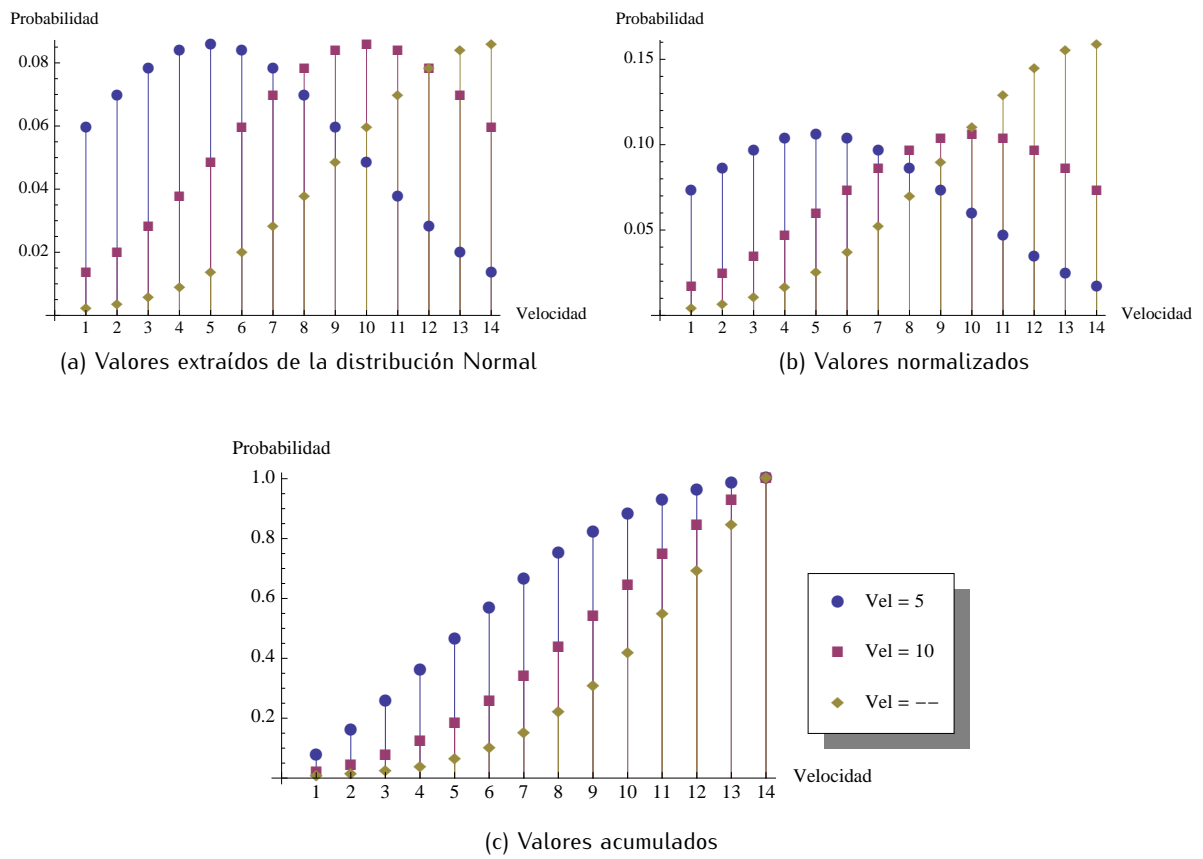 Probabilidad
0.08
0.06
0.04
0.02
1 2 3 4 5 6 7 8 9 10 11 12 13 14
Velocidad
(a) Valores extraídos de la distribución Normal
Probabilidad
0.15
0.10
0.05
1 2 3 4 5 6 7 8 9 10 11 12 13 14
Velocidad
(b) Valores normalizados
Probabilidad
1.0
0.8
0.6
0.4
0.2
1 2 3 4 5 6 7 8 9 10 11 12 13 14
Velocidad
Vel = 5
Vel = 10
Vel = --
(c) Valores acumulados